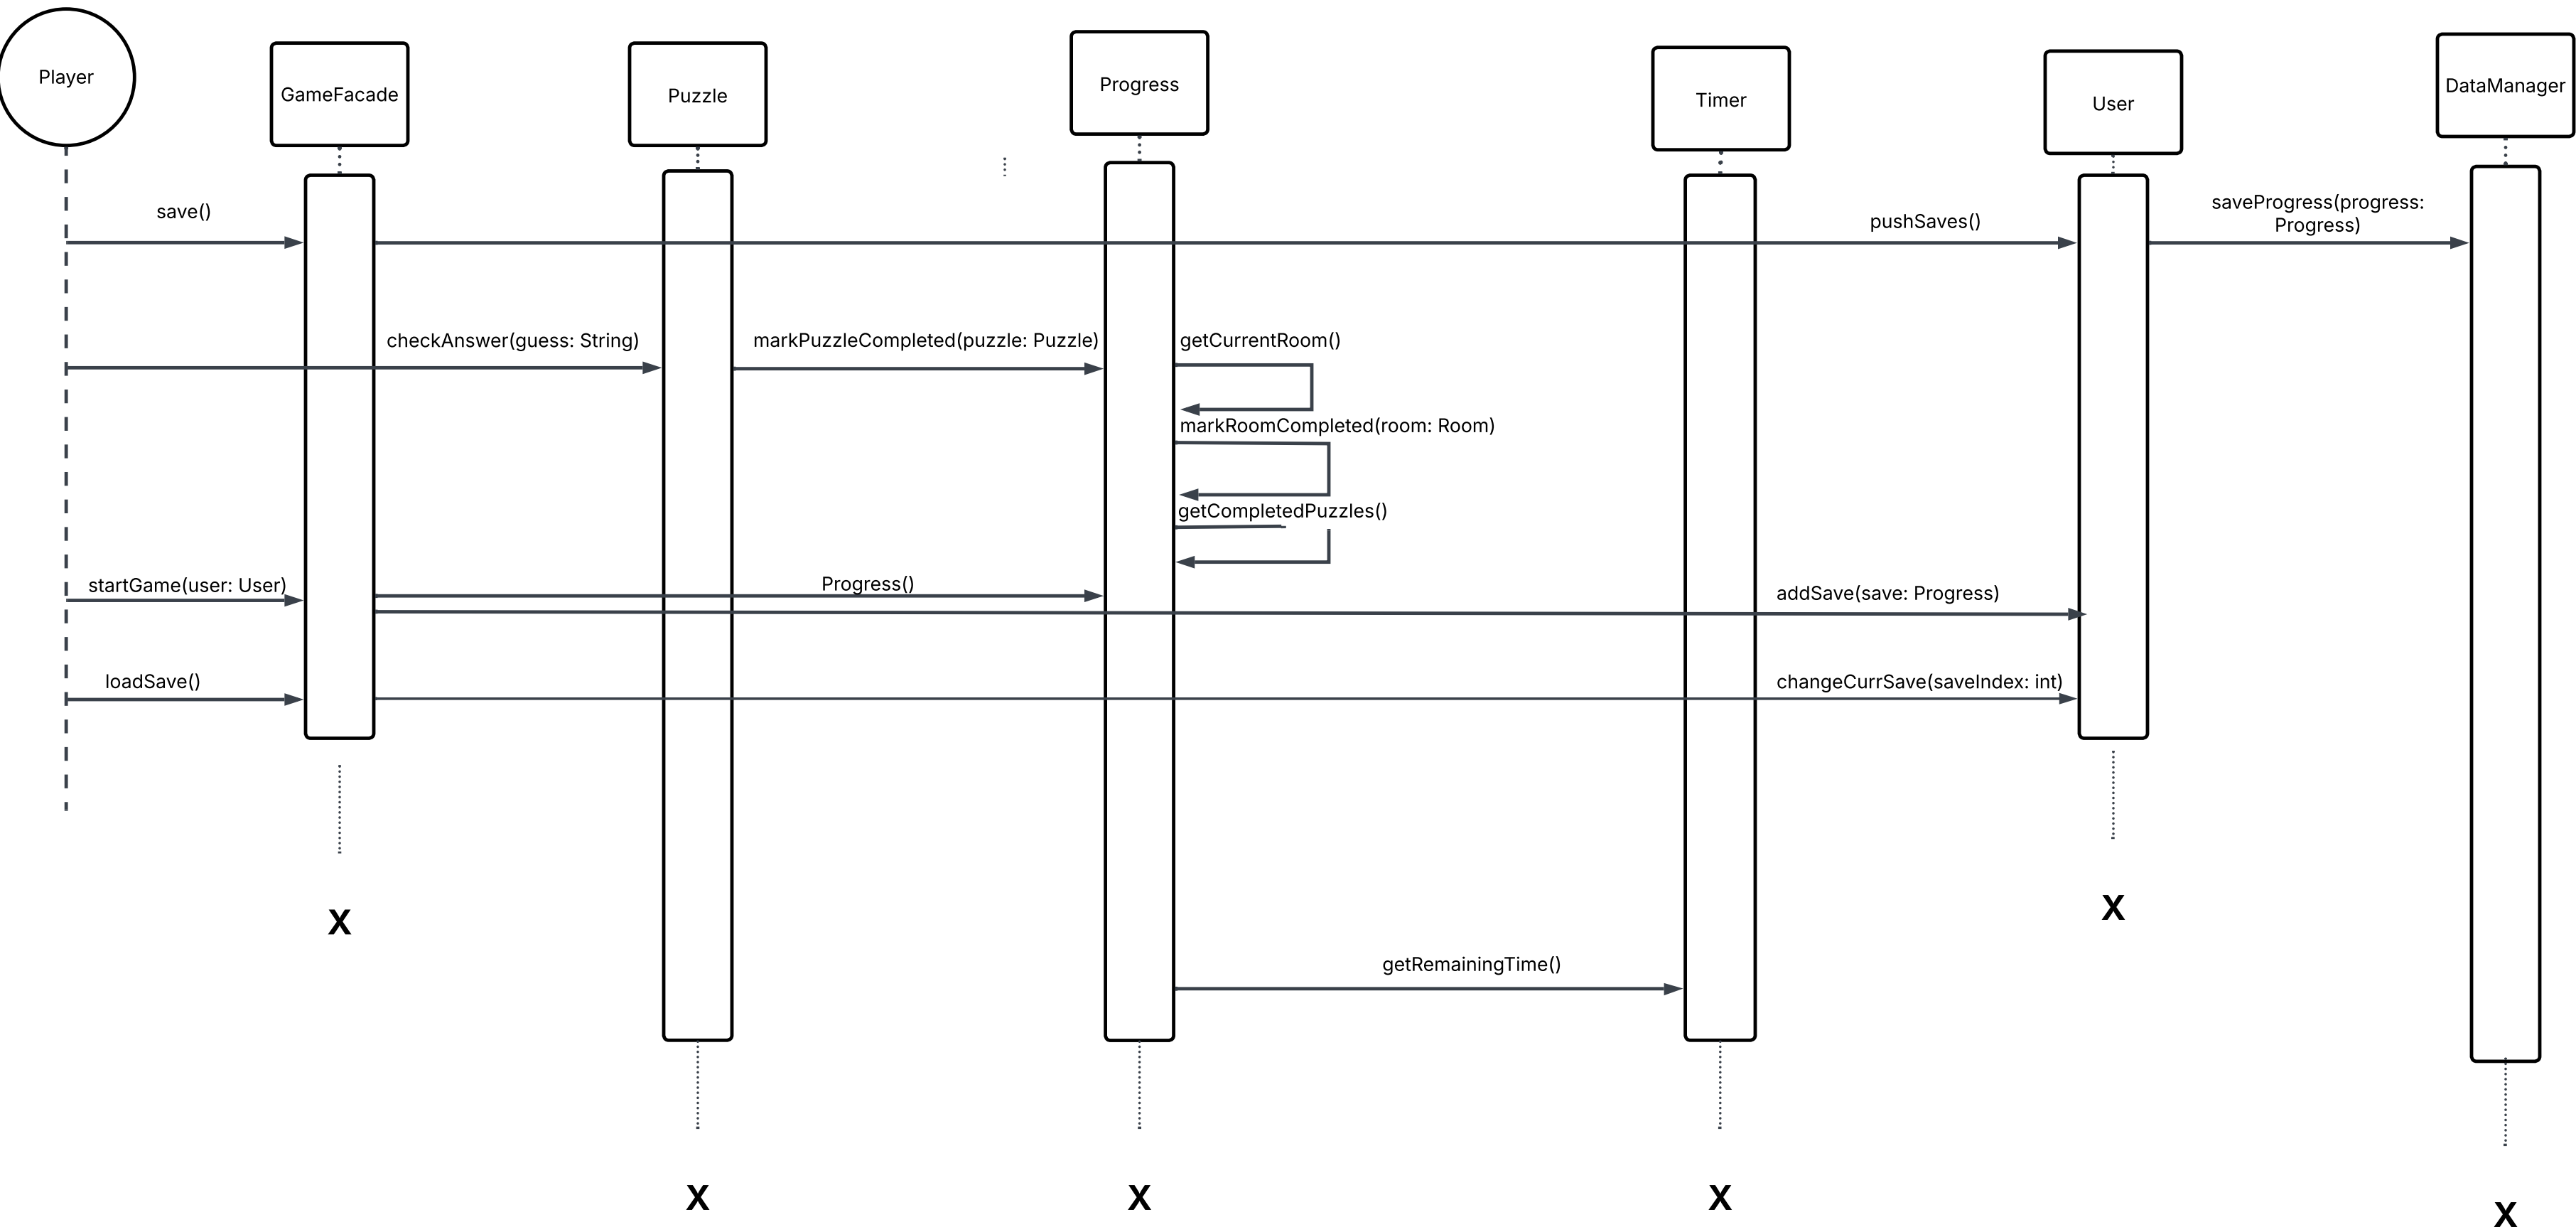 Player
GameFacade
Puzzle
Progress
Timer
User
DataManager
save()
pushSaves()
saveProgress(progress:
Progress)
checkAnswer(guess: String)
markPuzzleCompleted(puzzle: Puzzle)
getCurrentRoom()
markRoomCompleted(room: Room)
getCompletedPuzzles()
startGame(user: User)
Progress()
addSave(save: Progress)
loadSave()
changeCurrSave(saveIndex: int)
X
X
getRemainingTime()
X
X
X
X